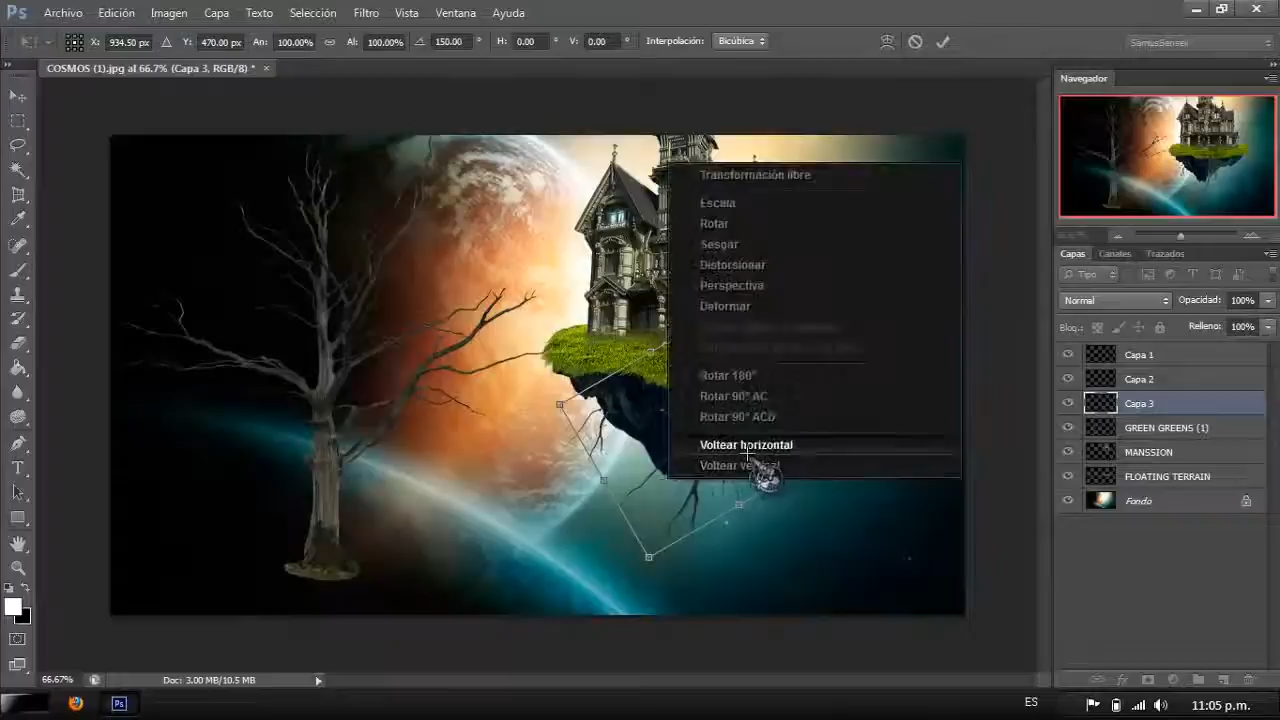 Ps Archivo Edición Imagen Capa Texto Selección Filtro Vista Ventana Ayuda
X: 934.50 px Y: 470.00 px An: 100.00% Al: 100.00% 150.00 ° H: 0.00 ° V: 0.00 ° Interpolación: Bicúbica SamusSensei
COSMOS (1).jpg al 66.7% (Capa 3, RGB/8) * ×
Navegador
Transformación libre
Escala
Rotar
Sesgar
Distorsionar
Perspectiva
Deformar
Rotar 180°
Rotar 90° AC
Rotar 90° ACD
Voltear horizontal
Voltear
Capas Canales Trazados
Tipo
Normal Opacidad: 100%
Bloq.: Relleno: 100%
Capa 1
Capa 2
Capa 3
GREEN GREENS (1)
MANSSION
FLOATING TERRAIN
Fondo
66.67% Doc: 3.00 MB/10.5 MB
Ps ES 11:05 p.m.